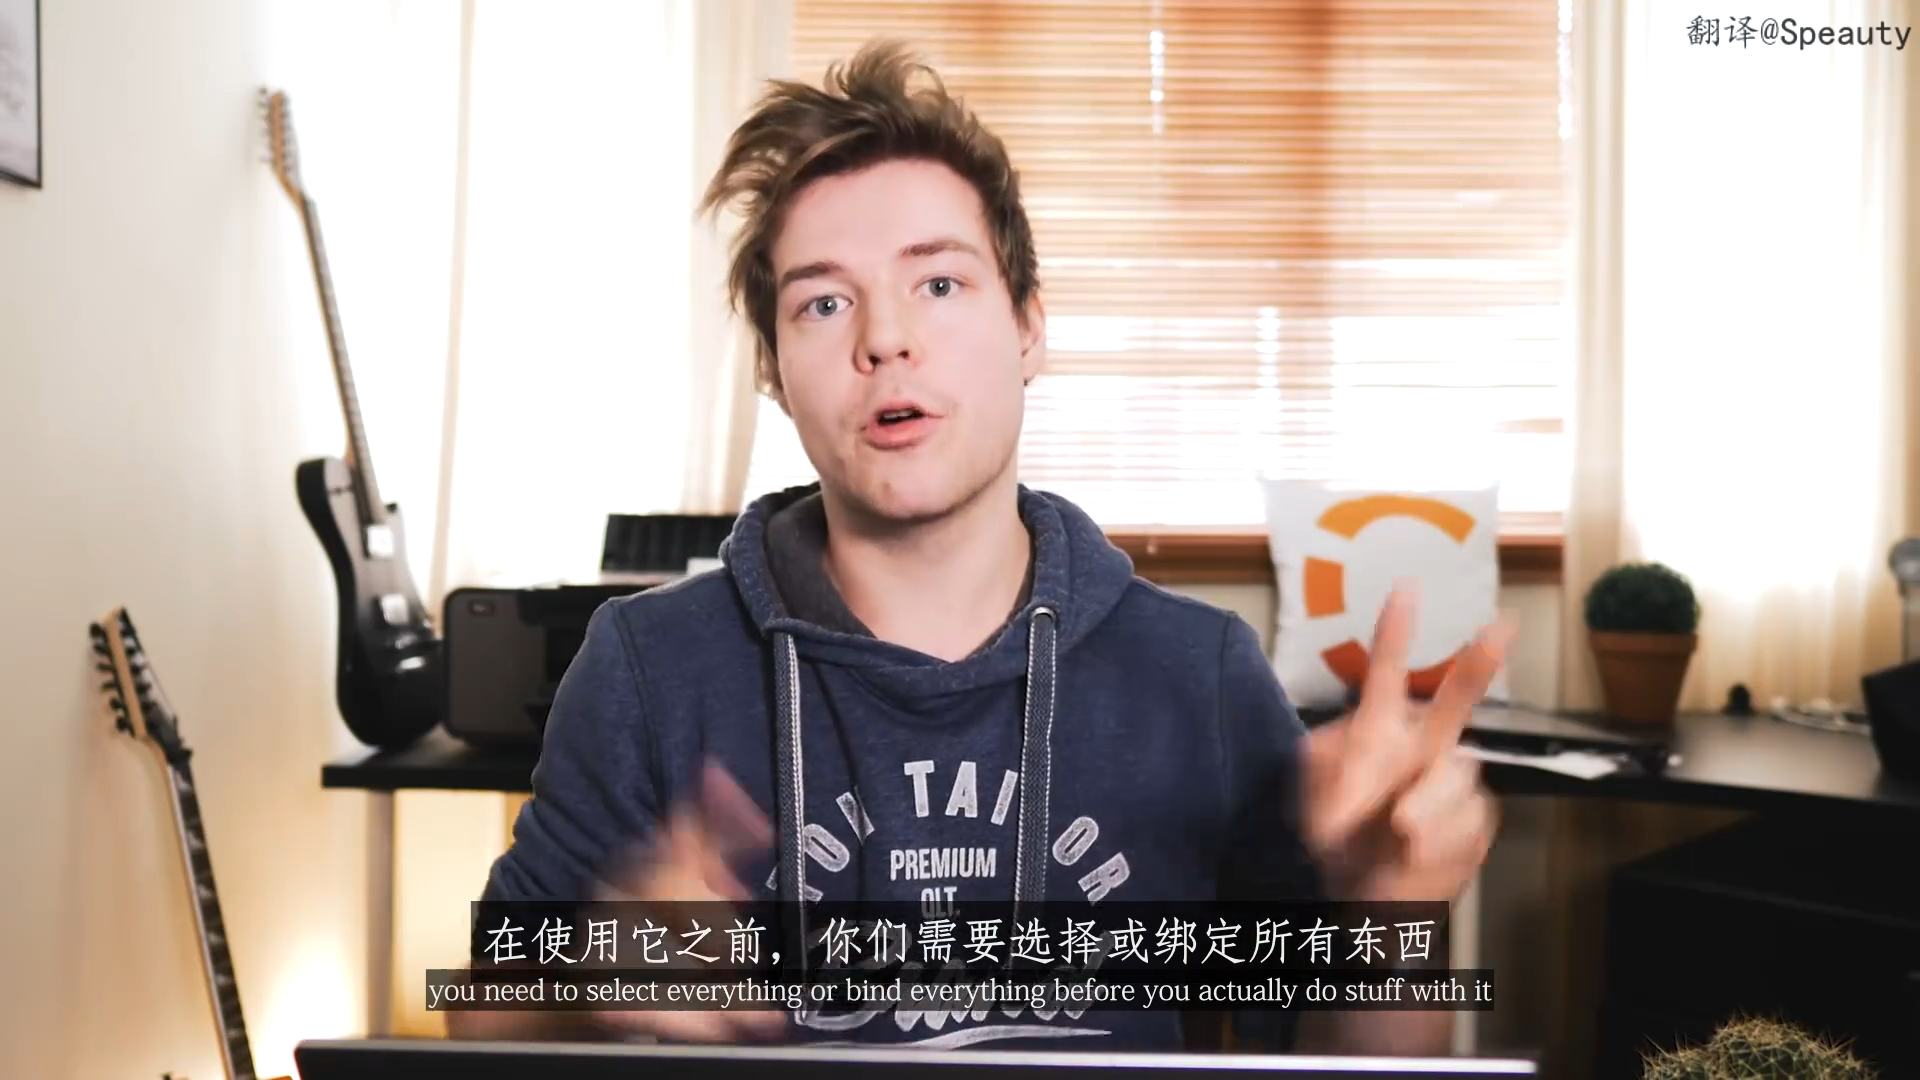 翻译@Speauty
TOM TAILOR
PREMIUM
QLT.
在使用它之前，你们需要选择或绑定所有东西
you need to select everything or bind everything before you actually do stuff with it